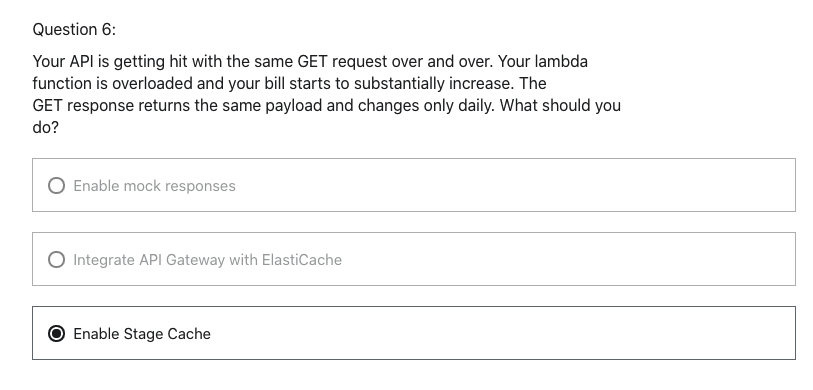 Question 6:
Your API is getting hit with the same GET request over and over. Your lambda
function is overloaded and your bill starts to substantially increase. The
GET response returns the same payload and changes only daily. What should you
do?
Enable mock responses
Integrate API Gateway with ElastiCache
Enable Stage Cache